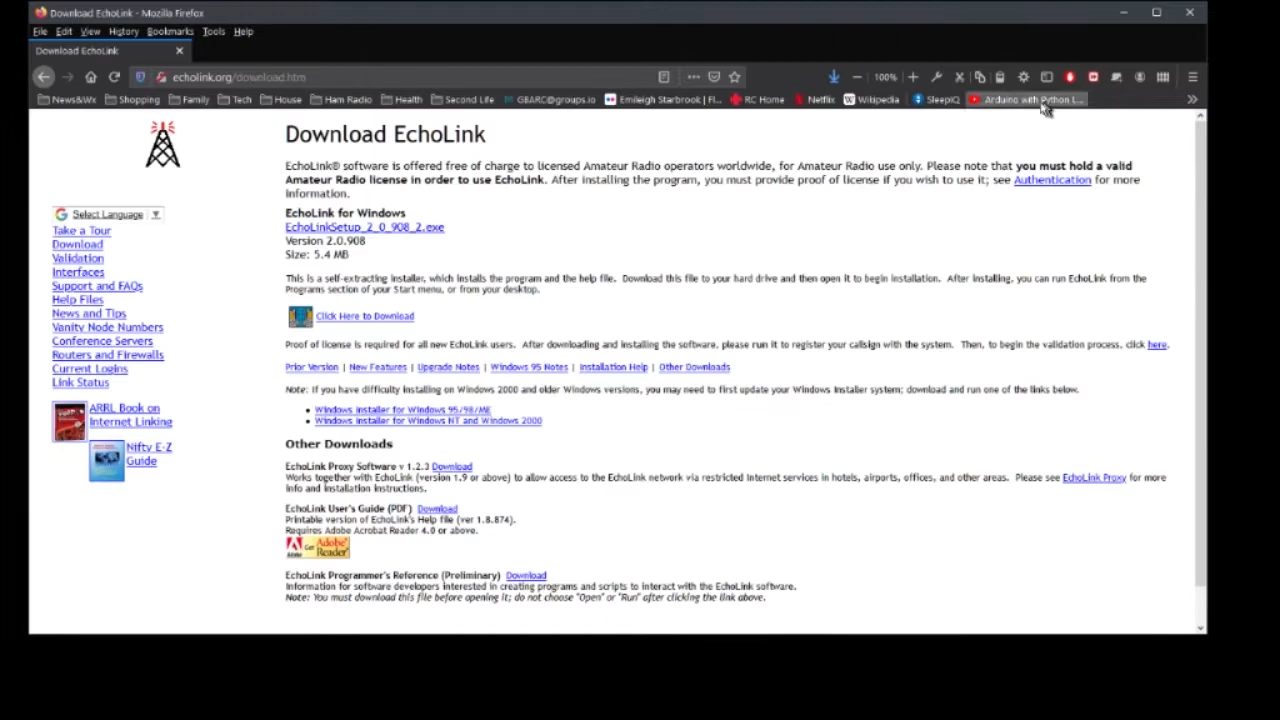 Download EchoLink - Mozilla Firefox
File Edit View History Bookmarks Tools Help
Download EchoLink
echolink.org/download.htm
100%
News&Wx Shopping Family Tech House Ham Radio Health Second Life GBARC@groups.io Emileigh Starbrook | Fl... RC Home Netflix Wikipedia SleepIQ Arduino with Python L...
Download EchoLink
EchoLink® software is offered free of charge to licensed Amateur Radio operators worldwide, for Amateur Radio use only. Please note that you must hold a valid
Amateur Radio license in order to use EchoLink. After installing the program, you must provide proof of license if you wish to use it; see Authentication for more
information.
Select Language
Take a Tour
Download
Validation
Interfaces
Support and FAQs
Help Files
News and Tips
Vanity Node Numbers
Conference Servers
Routers and Firewalls
Current Logins
Link Status
ARRL Book on
Internet Linking
Nifty E-Z
Guide
EchoLink for Windows
EchoLinkSetup_2_0_908_2.exe
Version 2.0.908
Size: 5.4 MB
This is a self-extracting installer, which installs the program and the help file. Download this file to your hard drive and then open it to begin installation. After installing, you can run EchoLink from the
Programs section of your Start menu, or from your desktop.
Click Here to Download
Proof of license is required for all new EchoLink users. After downloading and installing the software, please run it to register your callsign with the system. Then, to begin the validation process, click here.
Prior Version | New Features | Upgrade Notes | Windows 95 Notes | Installation Help | Other Downloads
Note: If you have difficulty installing on Windows 2000 and older Windows versions, you may need to first update your Windows Installer system; download and run one of the links below.
Windows Installer for Windows 95/98/ME
Windows Installer for Windows NT and Windows 2000
Other Downloads
EchoLink Proxy Software v 1.2.3 Download
Works together with EchoLink (version 1.9 or above) to allow access to the EchoLink network via restricted Internet services in hotels, airports, offices, and other areas. Please see EchoLink Proxy for more
info and installation instructions.
EchoLink User's Guide (PDF) Download
Printable version of EchoLink's Help file (ver 1.8.874).
Requires Adobe Acrobat Reader 4.0 or above.
Get Adobe Reader
EchoLink Programmer's Reference (Preliminary) Download
Information for software developers interested in creating programs and scripts to interact with the EchoLink software.
Note: You must download this file before opening it; do not choose "Open" or "Run" after clicking the link above.